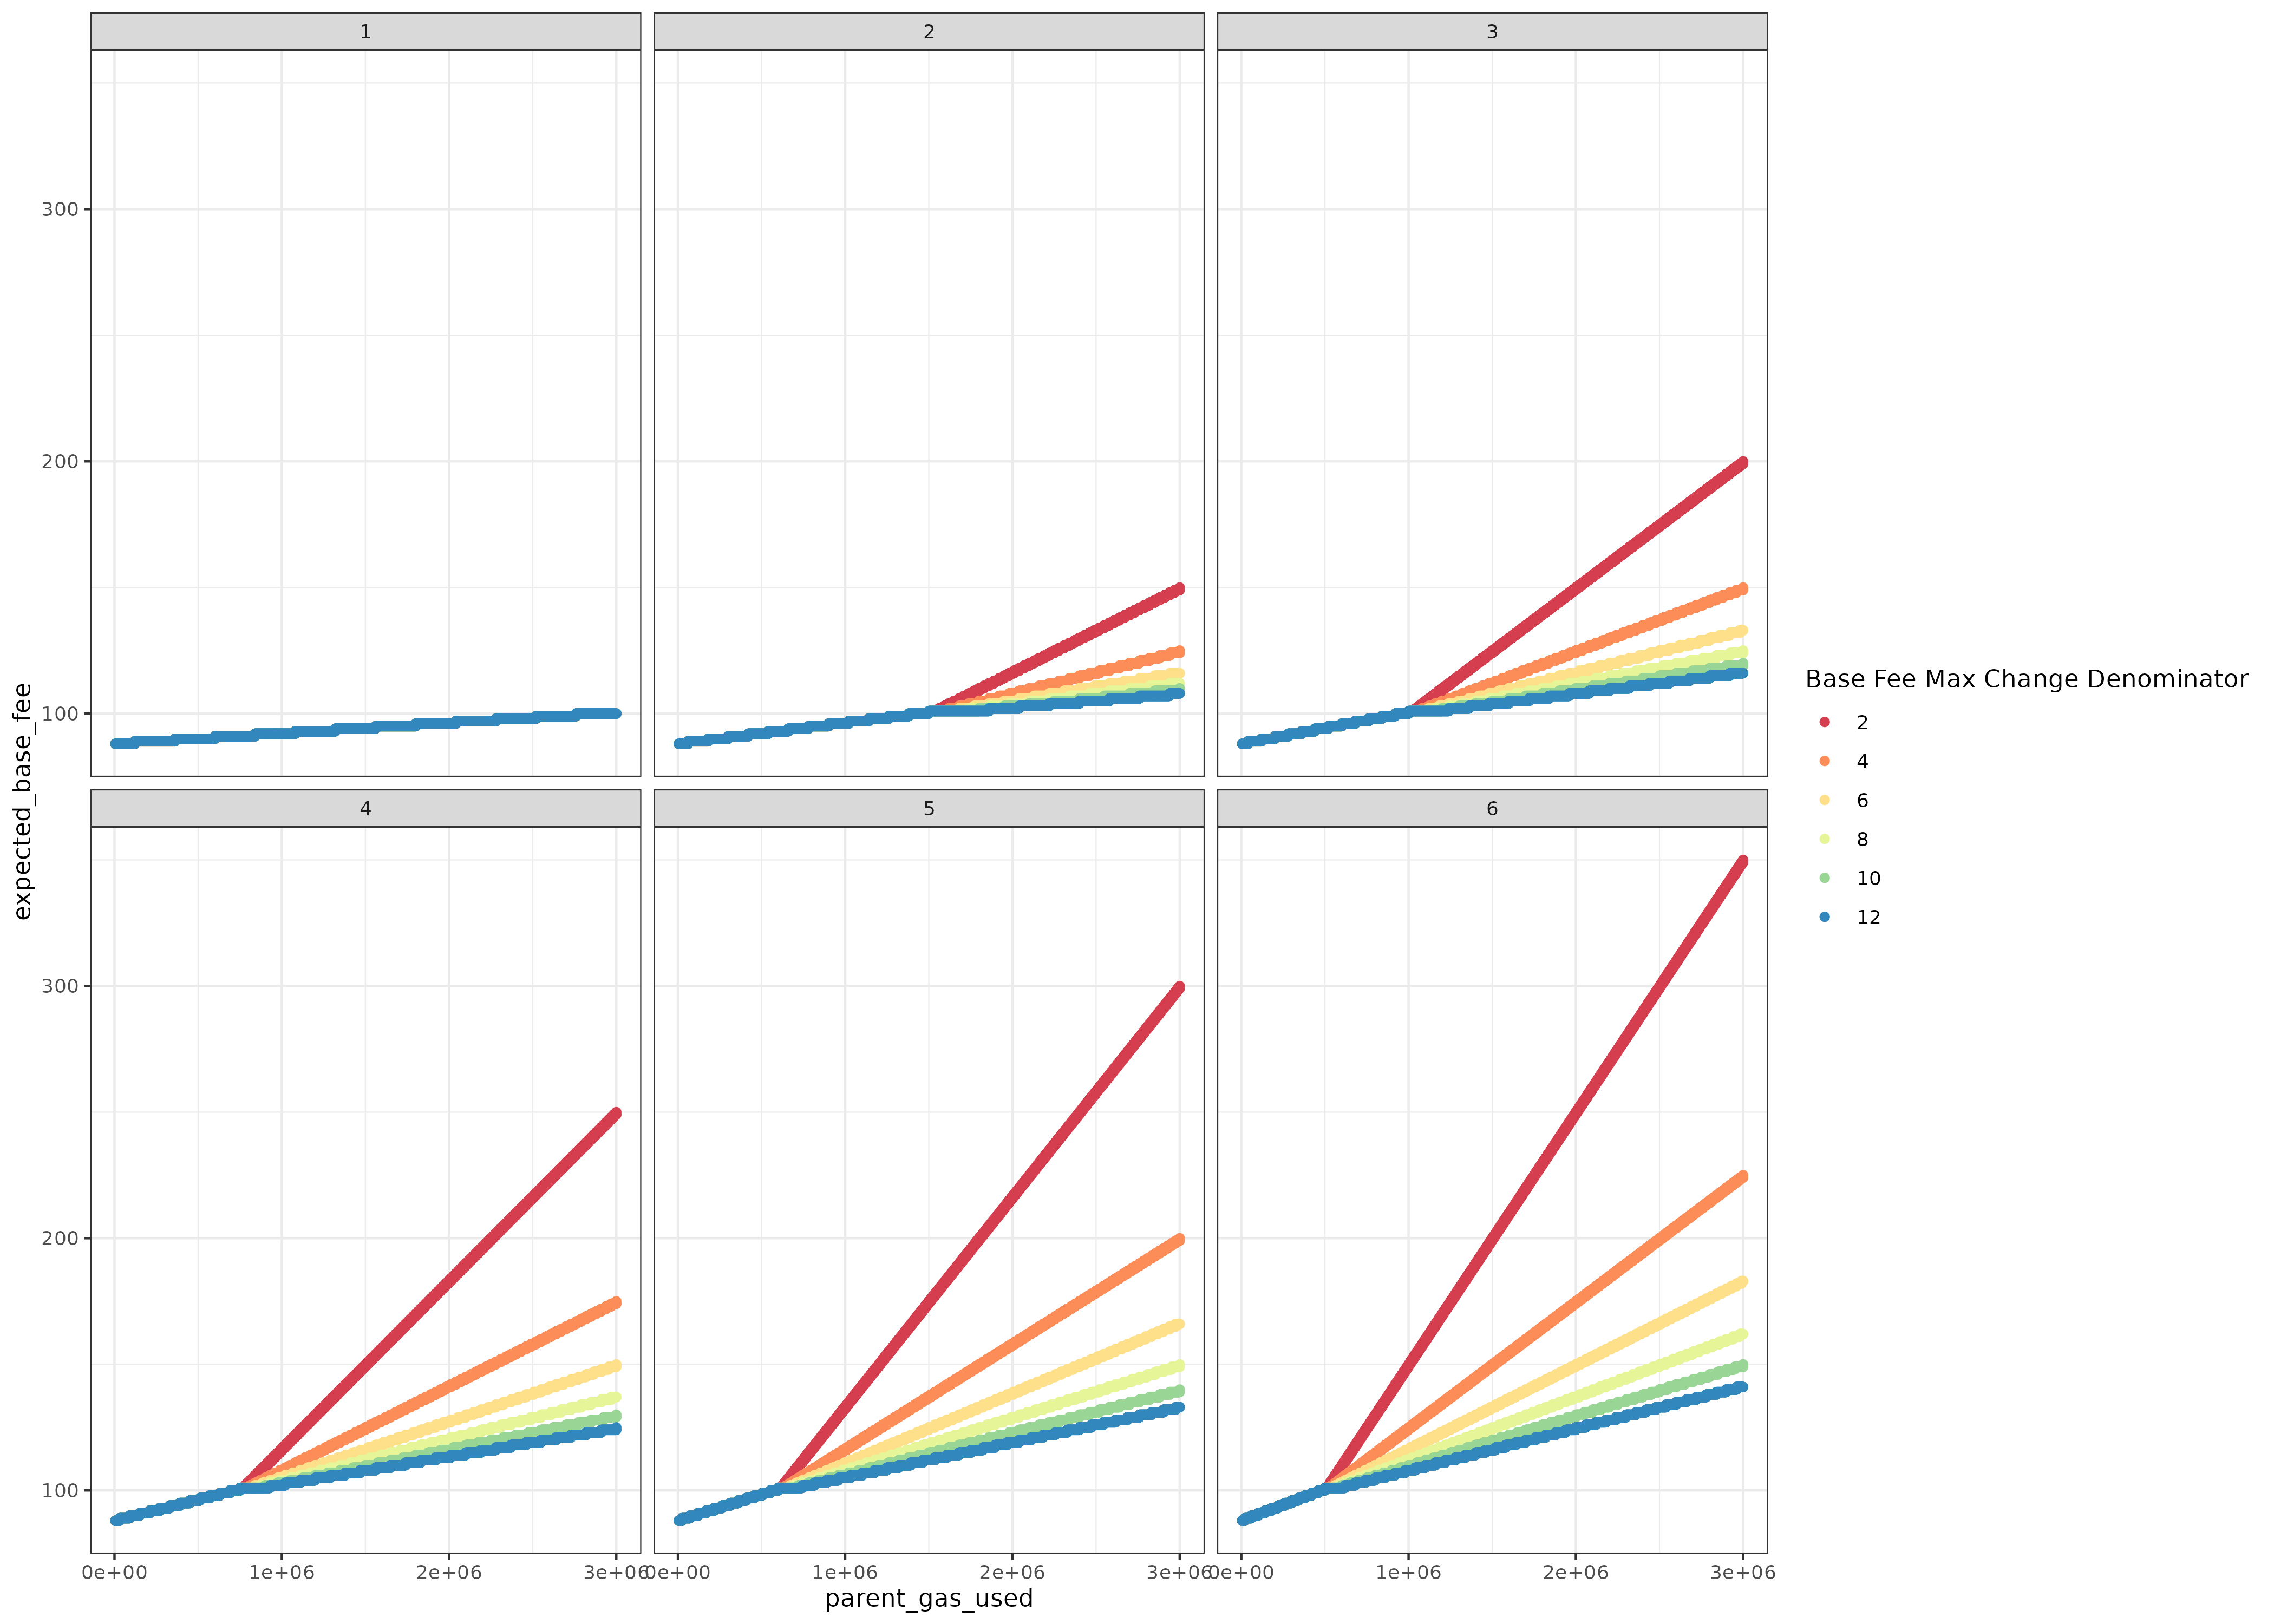 1 2 3
300
200
100
expected_base_fee
4 5 6
300
200
100
0e+00 1e+06 2e+06 3e+06 0e+00 1e+06 2e+06 3e+06 0e+00 1e+06 2e+06 3e+06
parent_gas_used
Base Fee Max Change Denominator
2
4
6
8
10
12